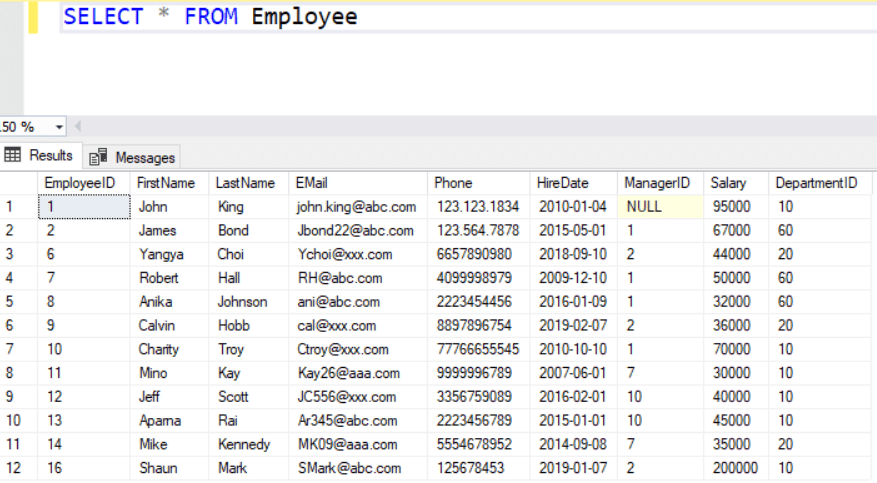 SELECT * FROM Employee
.50 %
Results Messages
EmployeeID FirstName LastName EMail Phone HireDate ManagerID Salary DepartmentID
1 1 John King john.king@abc.com 123.123.1834 2010-01-04 NULL 95000 10
2 2 James Bond Jbond22@abc.com 123.564.7878 2015-05-01 1 67000 60
3 6 Yangya Choi Ychoi@xxx.com 6657890980 2018-09-10 2 44000 20
4 7 Robert Hall RH@abc.com 4099998979 2009-12-10 1 50000 60
5 8 Anika Johnson ani@abc.com 2223454456 2016-01-09 1 32000 60
6 9 Calvin Hobb cal@xxx.com 8897896754 2019-02-07 2 36000 20
7 10 Charity Troy Ctroy@xxx.com 77766655545 2010-10-10 1 70000 10
8 11 Mino Kay Kay26@aaa.com 9999996789 2007-06-01 7 30000 10
9 12 Jeff Scott JC556@xxx.com 3356759089 2016-02-01 10 40000 10
10 13 Aparna Rai Ar345@abc.com 2223456789 2015-01-01 10 45000 10
11 14 Mike Kennedy MK09@aaa.com 5554678952 2014-09-08 7 35000 20
12 16 Shaun Mark SMark@abc.com 125678453 2019-01-07 2 200000 10